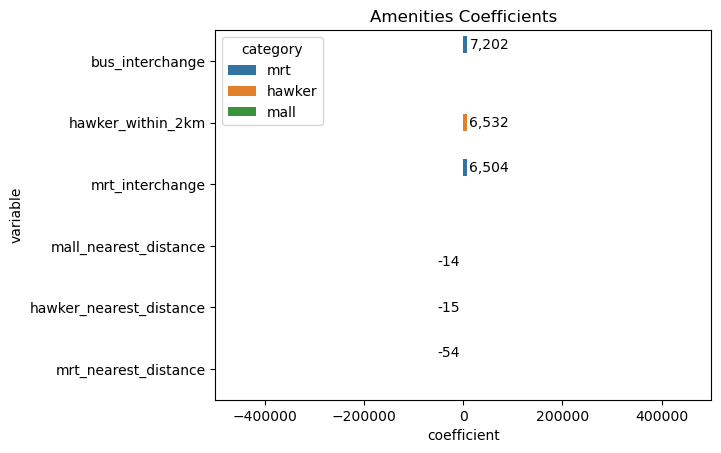 Amenities Coefficients
category
mrt
hawker
mall
variable
bus_interchange
7,202
hawker_within_2km
6,532
mrt_interchange
6,504
mall_nearest_distance
-14
hawker_nearest_distance
-15
mrt_nearest_distance
-54
−400000
−200000
0
200000
400000
coefficient